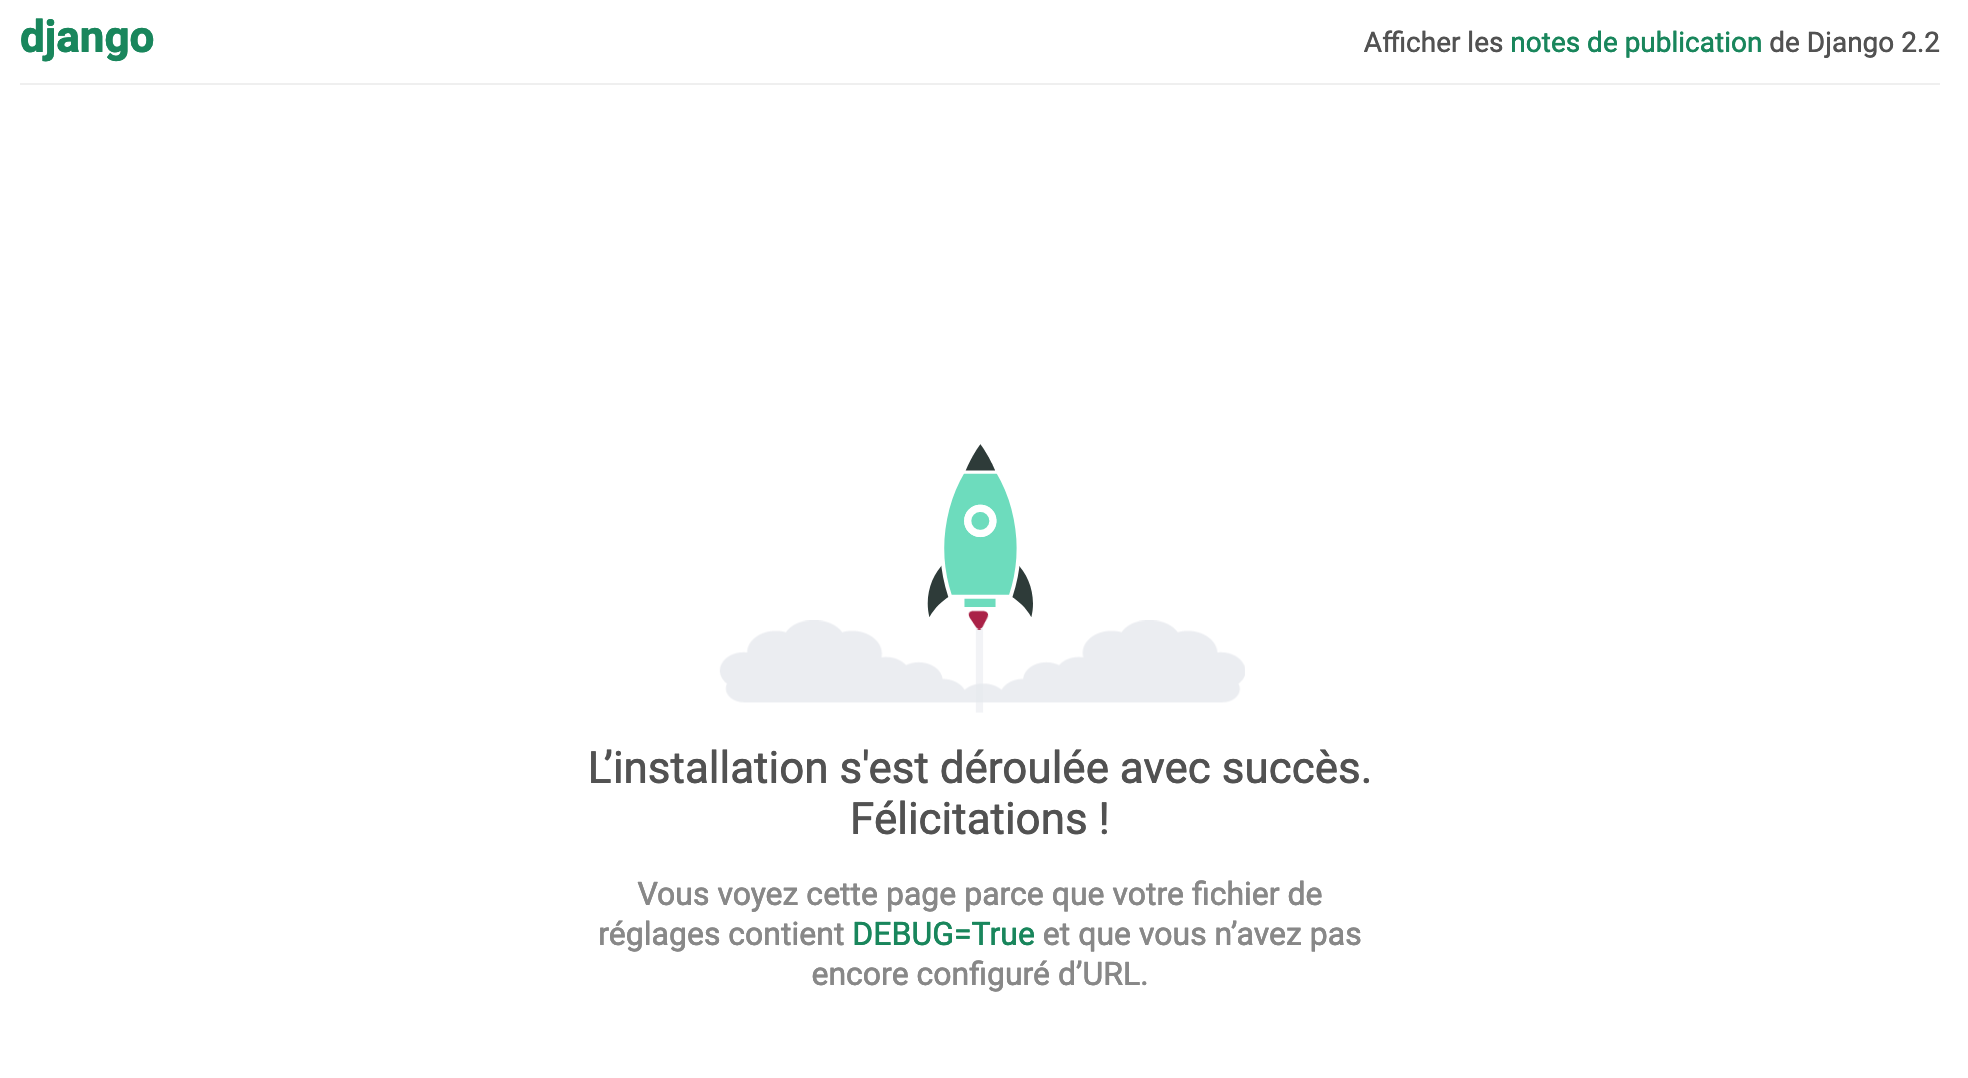 django
Afficher les notes de publication de Django 2.2
L’installation s'est déroulée avec succès.
Félicitations !
Vous voyez cette page parce que votre fichier de
réglages contient DEBUG=True et que vous n’avez pas
encore configuré d’URL.